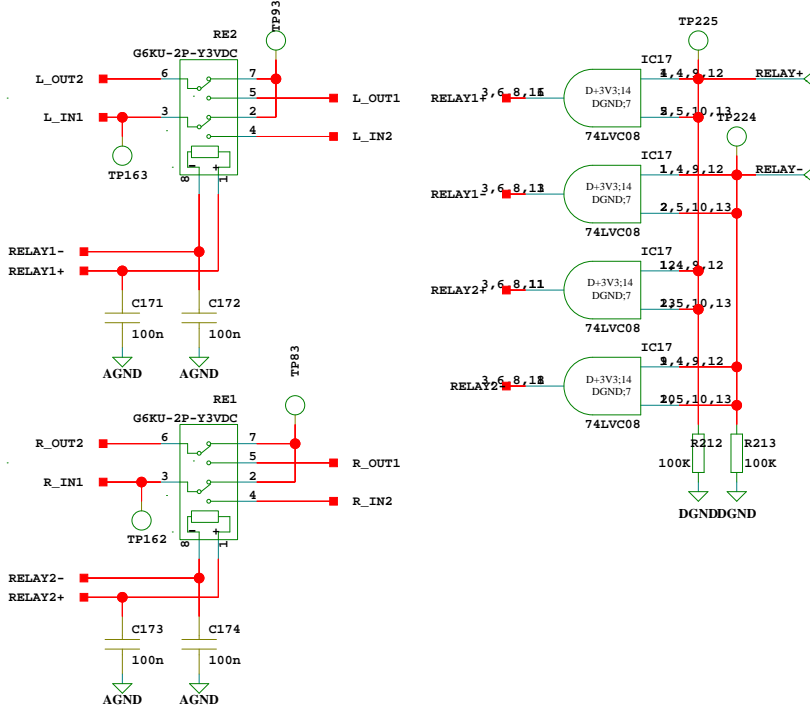 TP93
RE2
G6KU-2P-Y3VDC
L_OUT2
6
7
5
L_OUT1
L_IN1
3
2
4
L_IN2
TP163
8
-
+
1
RELAY1-
RELAY1+
C171
100n
AGND
C172
100n
AGND
TP83
RE1
G6KU-2P-Y3VDC
R_OUT2
6
7
5
R_OUT1
R_IN1
3
2
4
R_IN2
TP162
8
-
+
1
RELAY2-
RELAY2+
C173
100n
AGND
C174
100n
AGND
TP225
IC17
RELAY+
RELAY1+
D+3V3;14
DGND;7
74LVC08
TP224
IC17
1,4,9,12
RELAY-
RELAY1-
D+3V3;14
DGND;7
2,5,10,13
74LVC08
IC17
RELAY2+
3,6,8,11
D+3V3;14
DGND;7
74LVC08
IC17
D+3V3;14
DGND;7
74LVC08
R212
100K
DGND
R213
100K
DGND